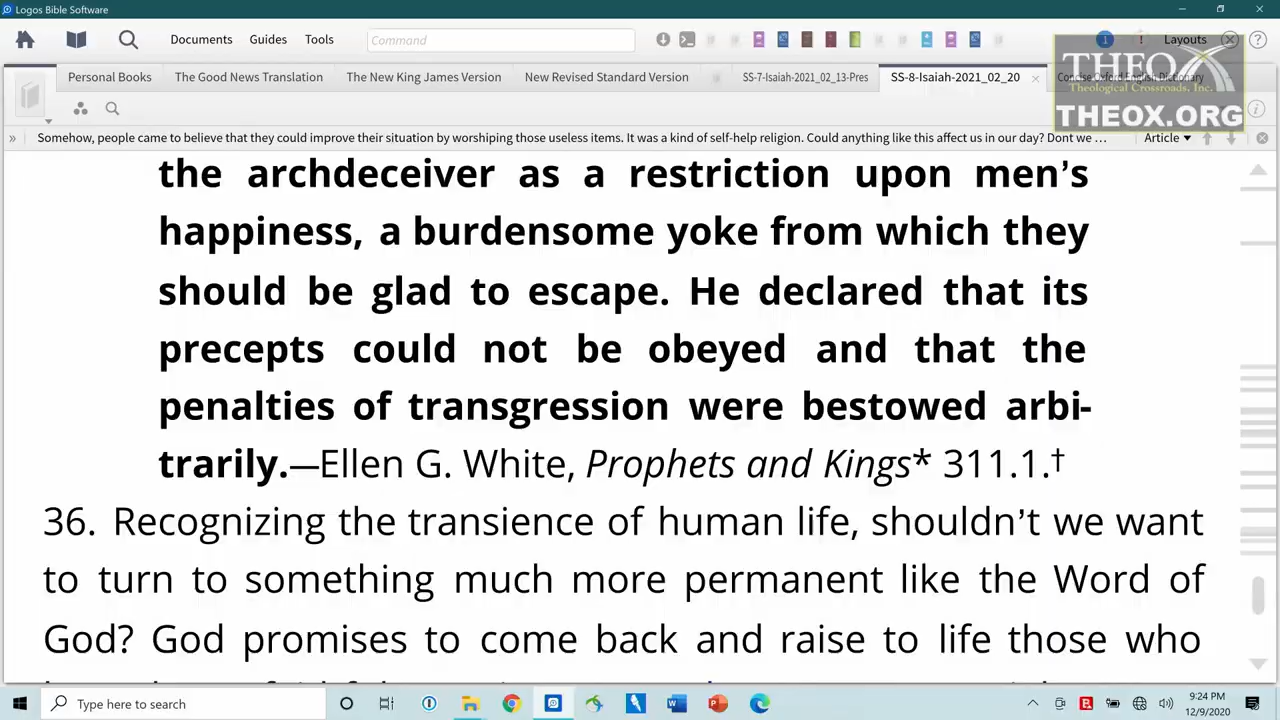 Logos Bible Software
Documents Guides Tools Command Layouts
THEOX
Theological Crossroads, Inc.
THEOX.ORG
Personal Books The Good News Translation The New King James Version New Revised Standard Version SS-7-Isaiah-2021_02_13-Pres SS-8-Isaiah-2021_02_20 Concise Oxford English Dictionary
» Somehow, people came to believe that they could improve their situation by worshiping those useless items. It was a kind of self-help religion. Could anything like this affect us in our day? Dont we … Article
the archdeceiver as a restriction upon men’s
happiness, a burdensome yoke from which they
should be glad to escape. He declared that its
precepts could not be obeyed and that the
penalties of transgression were bestowed arbi-
trarily.—Ellen G. White, Prophets and Kings* 311.1.†
36. Recognizing the transience of human life, shouldn’t we want
to turn to something much more permanent like the Word of
God? God promises to come back and raise to life those who
Type here to search
9:24 PM
12/9/2020